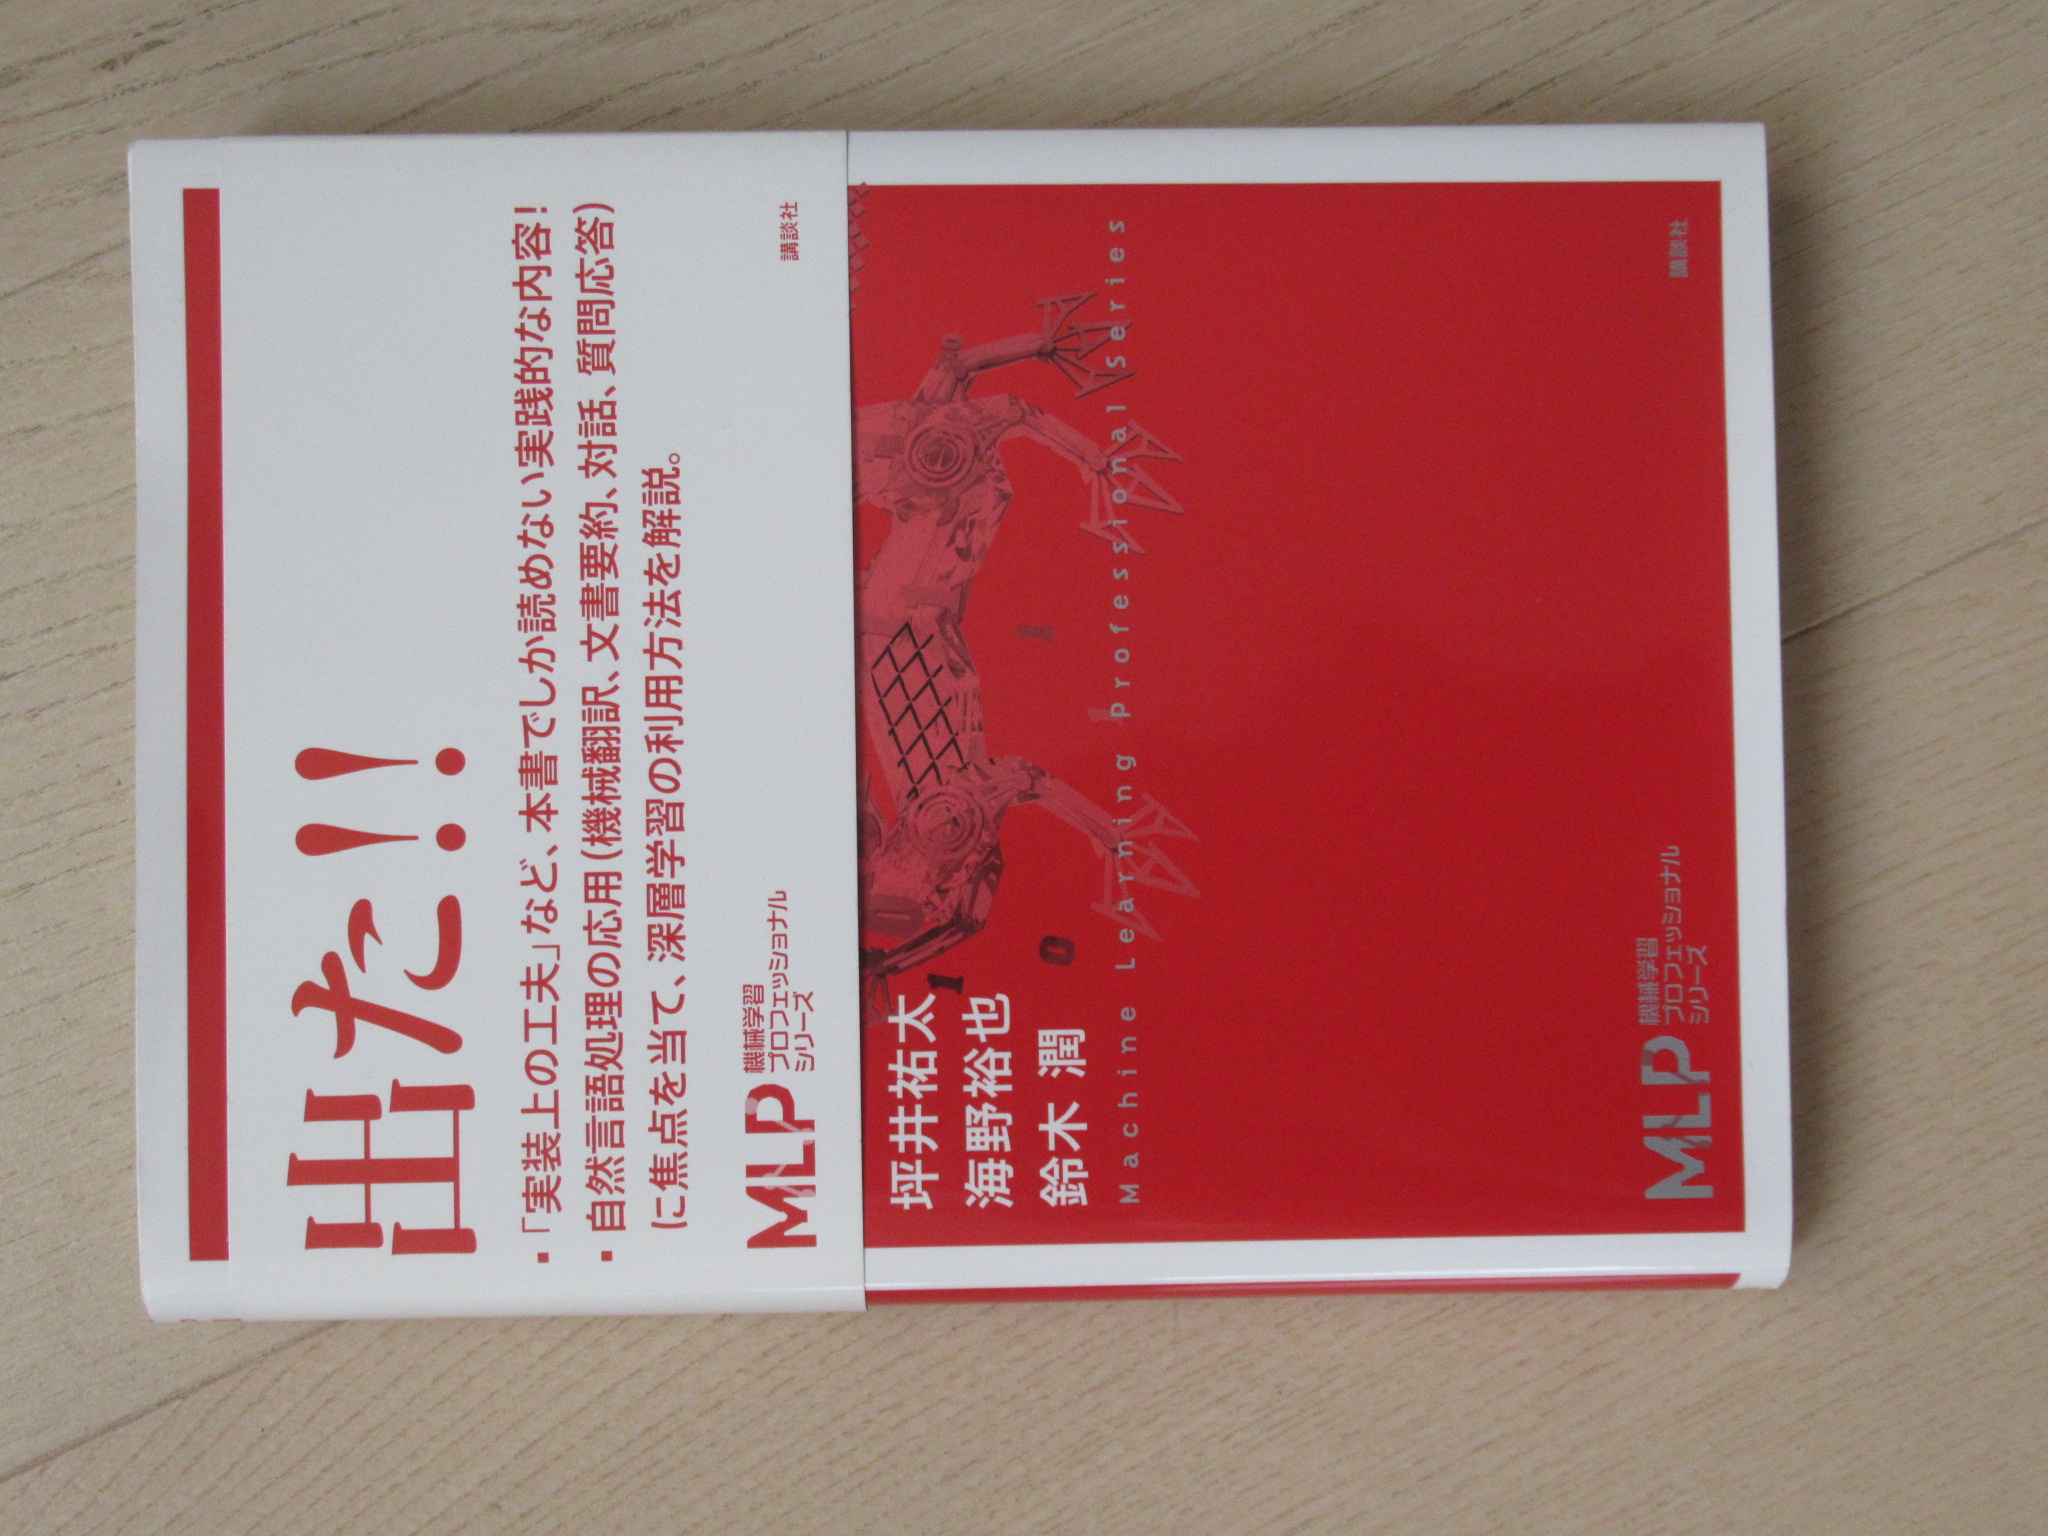 坪井祐太
海野裕也
鈴木 潤
Machine Learning Professional Series
1
0
1
1
MLP 機械学習
プロフェッショナル
シリーズ
講談社
出た!!
▪「実装上の工夫」など、本書でしか読めない実践的な内容!
▪自然言語処理の応用(機械翻訳、文書要約、対話、質問応答)
に焦点を当て、深層学習の利用方法を解説。
MLP 機械学習
プロフェッショナル
シリーズ
講談社